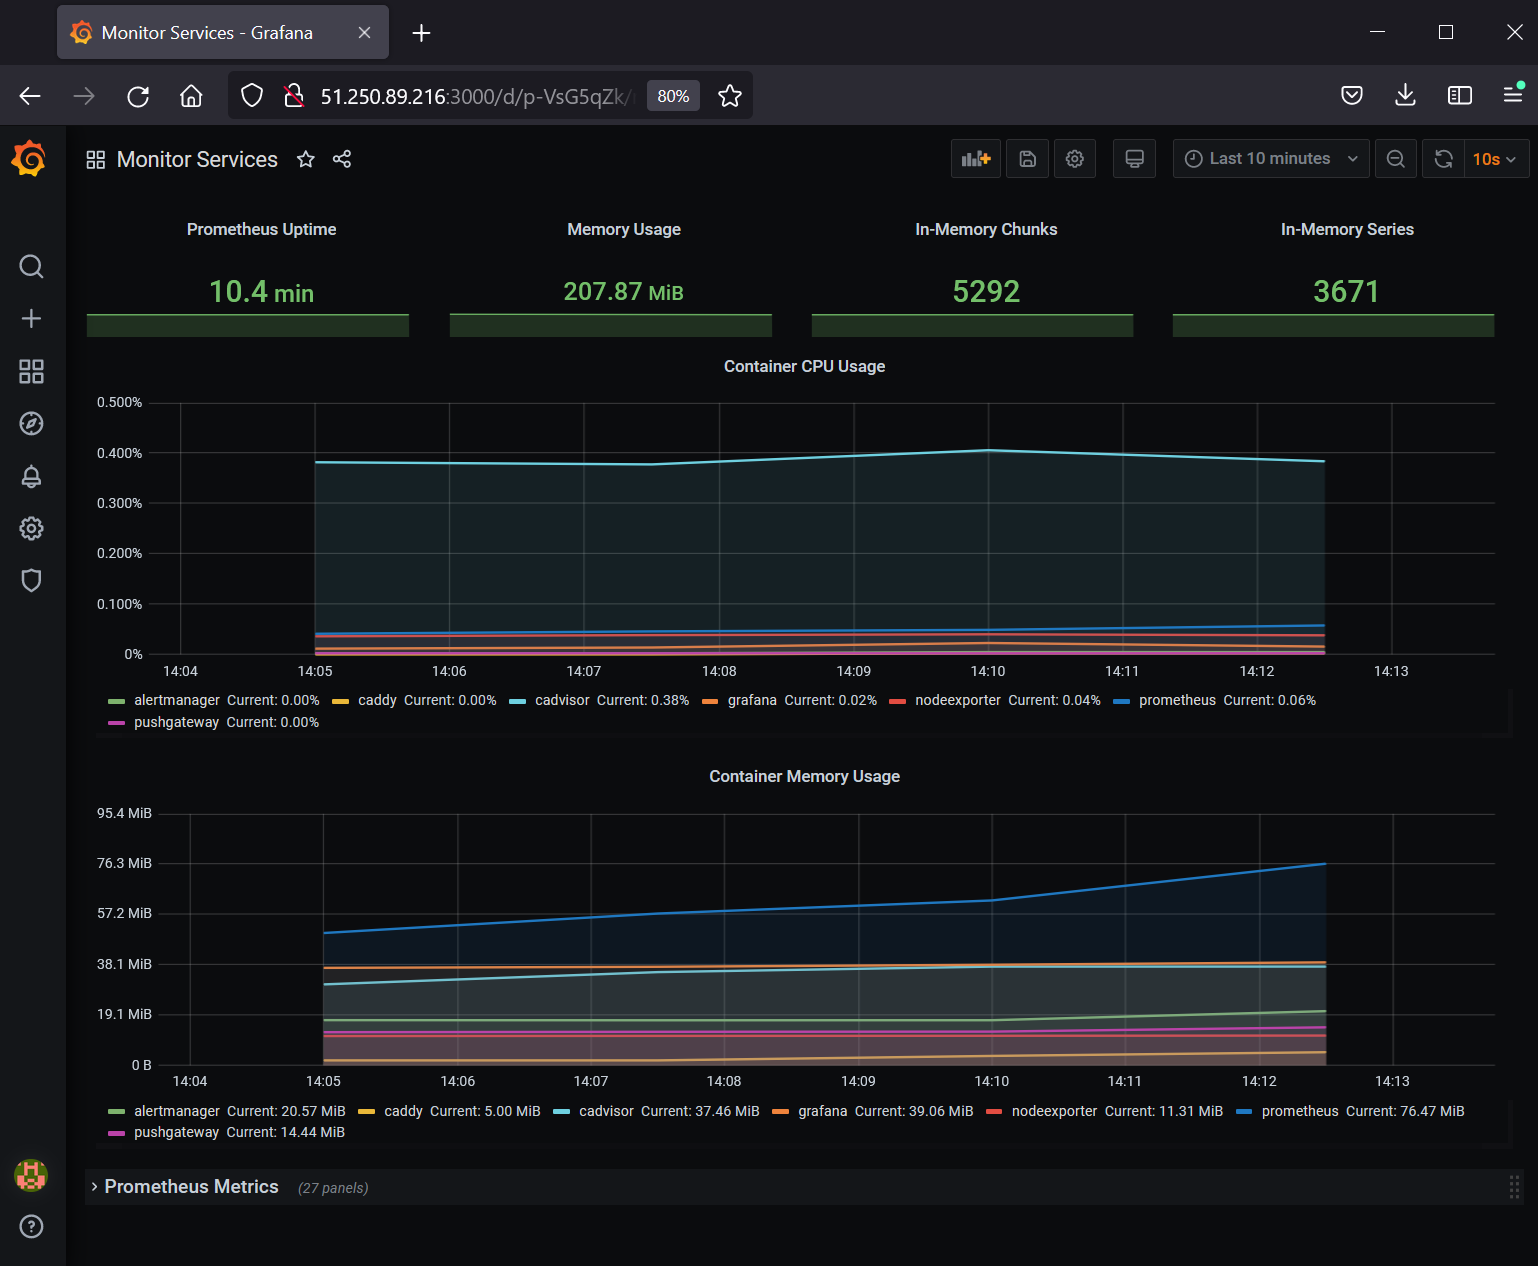 Monitor Services - Grafana
51.250.89.216:3000/d/p-VsG5qZk/
80%
Monitor Services
Last 10 minutes
10s
Prometheus Uptime
Memory Usage
In-Memory Chunks
In-Memory Series
10.4 min
207.87 MiB
5292
3671
Container CPU Usage
0.500%
0.400%
0.300%
0.200%
0.100%
0%
14:04 14:05 14:06 14:07 14:08 14:09 14:10 14:11 14:12 14:13
alertmanager Current: 0.00% caddy Current: 0.00% cadvisor Current: 0.38% grafana Current: 0.02% nodeexporter Current: 0.04% prometheus Current: 0.06%
pushgateway Current: 0.00%
Container Memory Usage
95.4 MiB
76.3 MiB
57.2 MiB
38.1 MiB
19.1 MiB
0 B
14:04 14:05 14:06 14:07 14:08 14:09 14:10 14:11 14:12 14:13
alertmanager Current: 20.57 MiB caddy Current: 5.00 MiB cadvisor Current: 37.46 MiB grafana Current: 39.06 MiB nodeexporter Current: 11.31 MiB prometheus Current: 76.47 MiB
pushgateway Current: 14.44 MiB
Prometheus Metrics (27 panels)